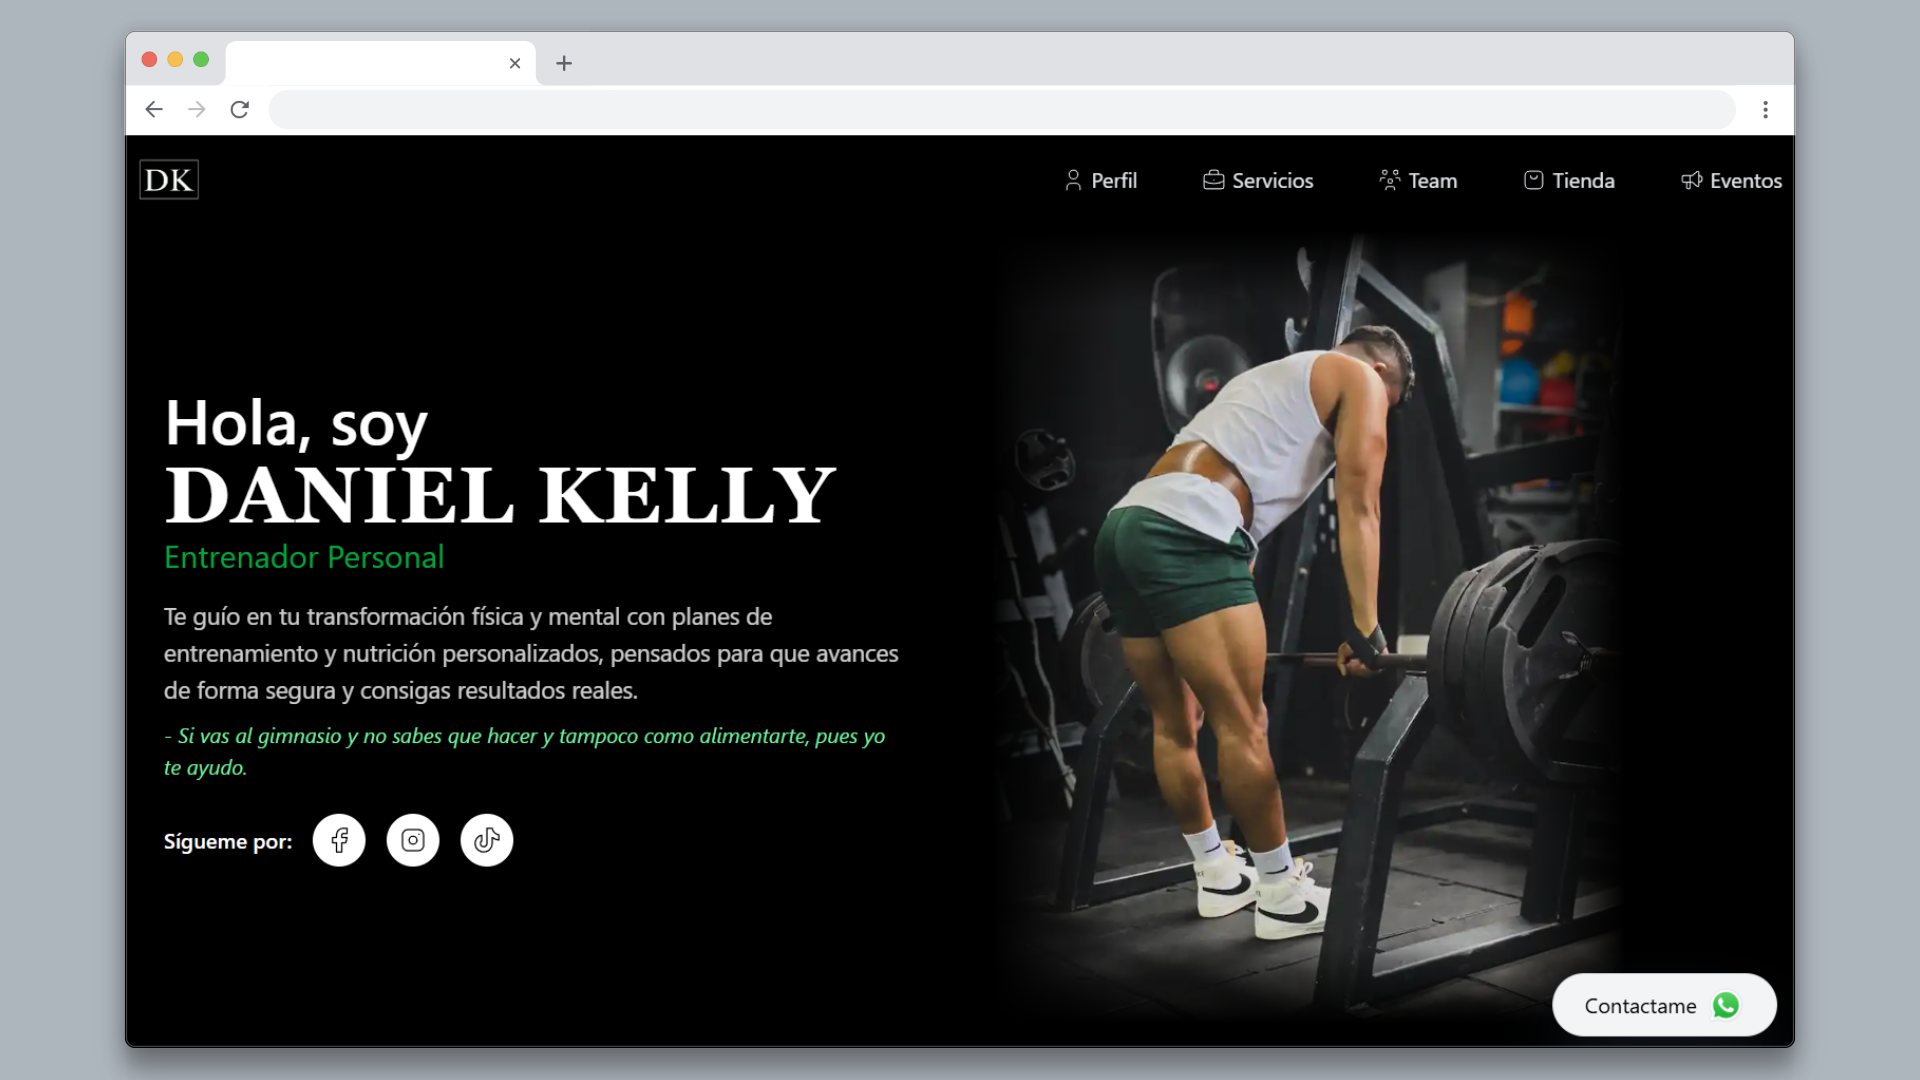 DK
Perfil
Servicios
Team
Tienda
Eventos
Hola, soy
DANIEL KELLY
Entrenador Personal
Te guío en tu transformación física y mental con planes de
entrenamiento y nutrición personalizados, pensados para que avances
de forma segura y consigas resultados reales.
- Si vas al gimnasio y no sabes que hacer y tampoco como alimentarte, pues yo
te ayudo.
Sígueme por:
Contactame